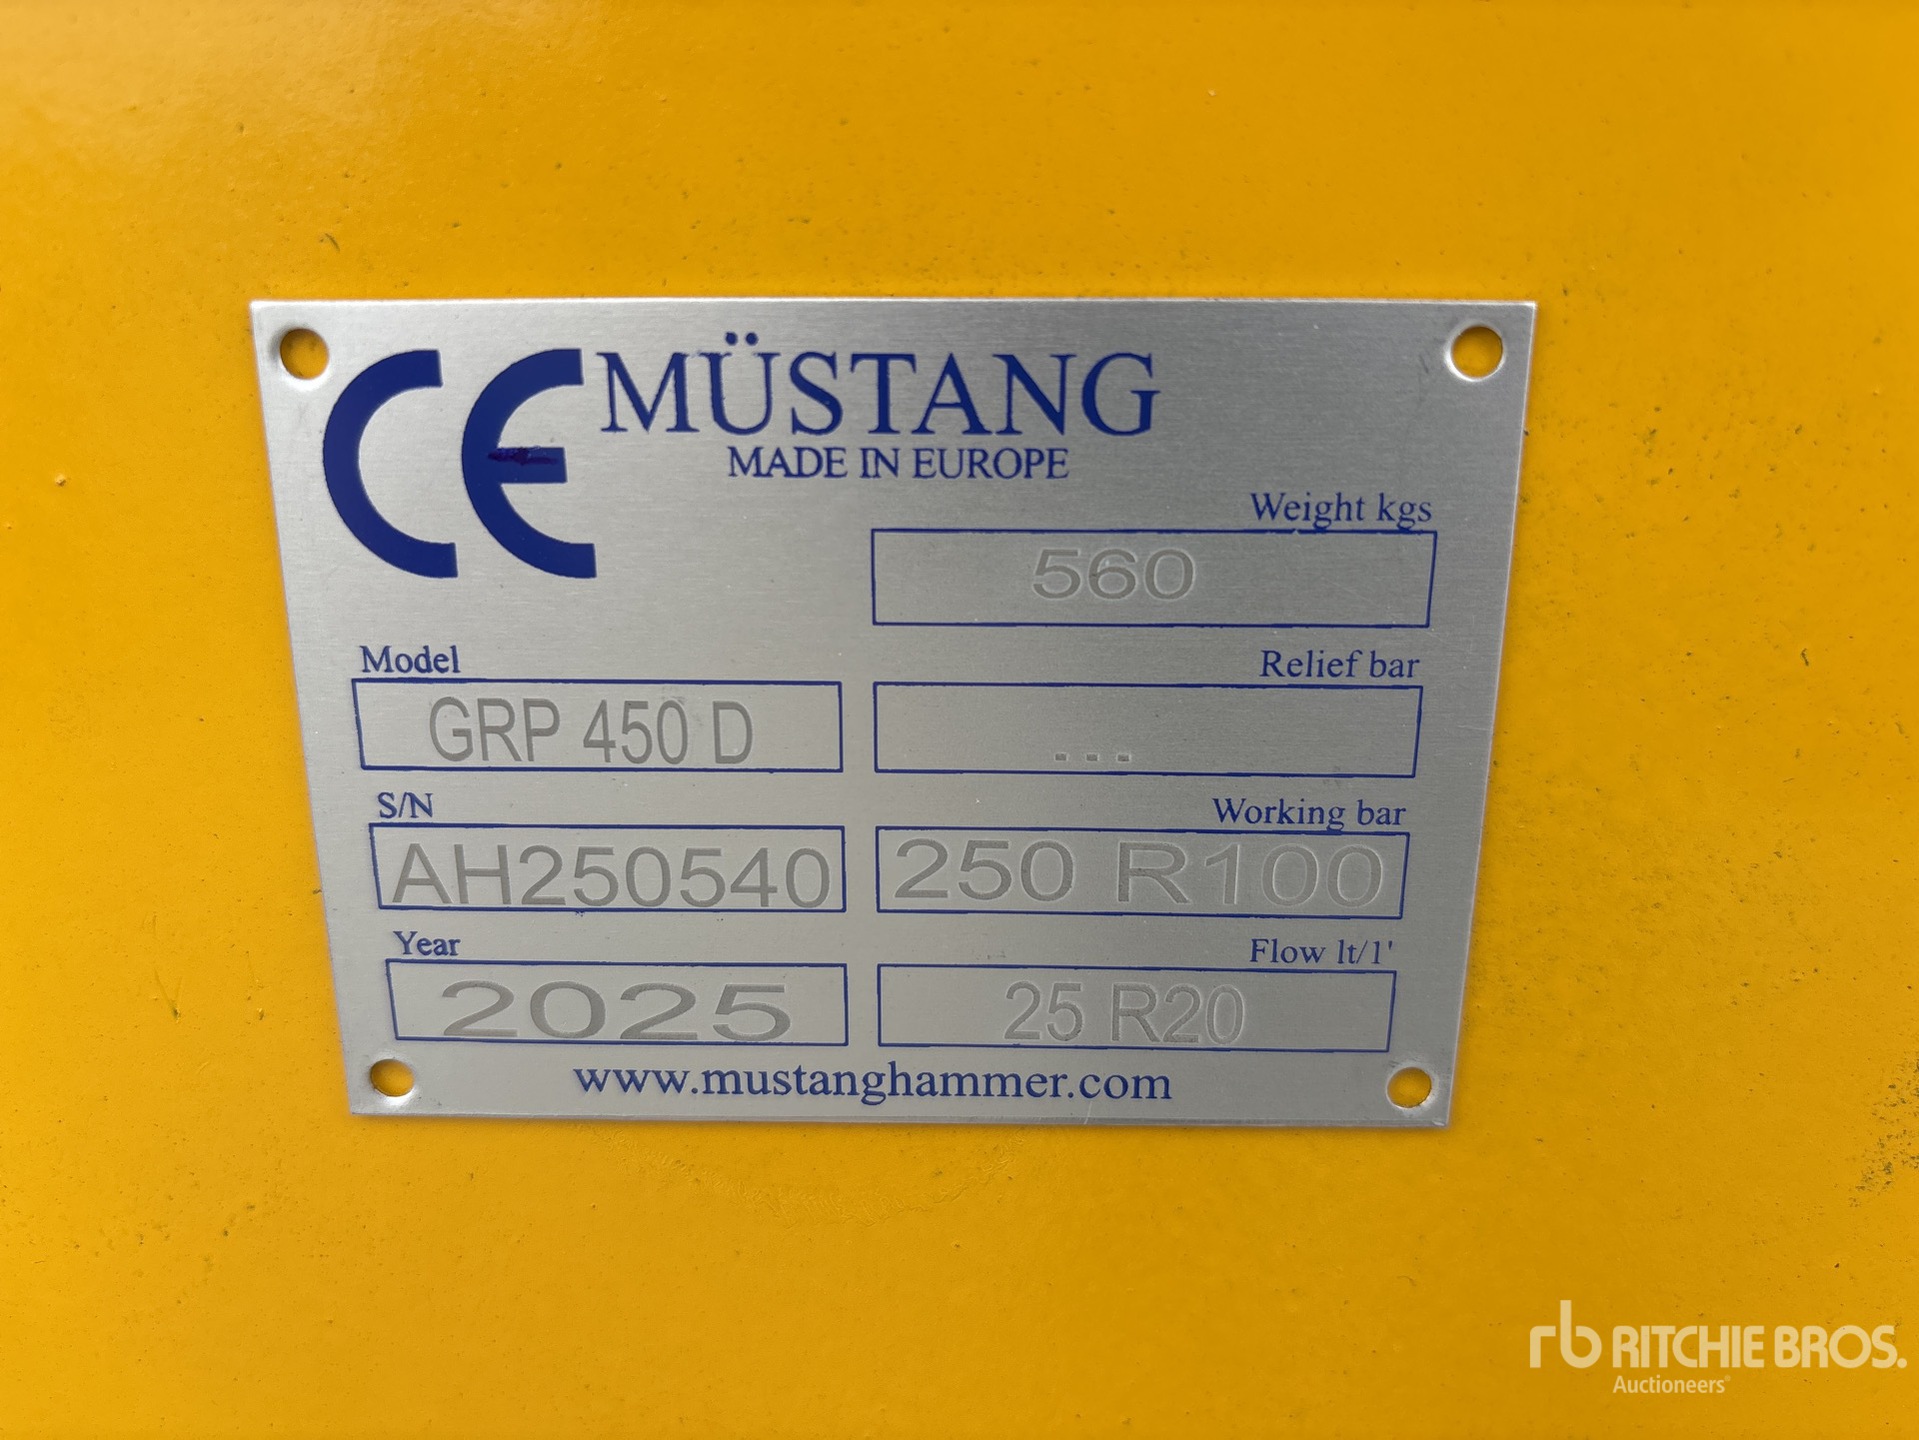 CE MÜSTANG
MADE IN EUROPE
Weight kgs
560
Model
GRP 450 D
Relief bar
...
S/N
AH250540
Working bar
250 R100
Year
2025
Flow lt/1'
25 R20
www.mustanghammer.com
rb RITCHIE BROS.
Auctioneers